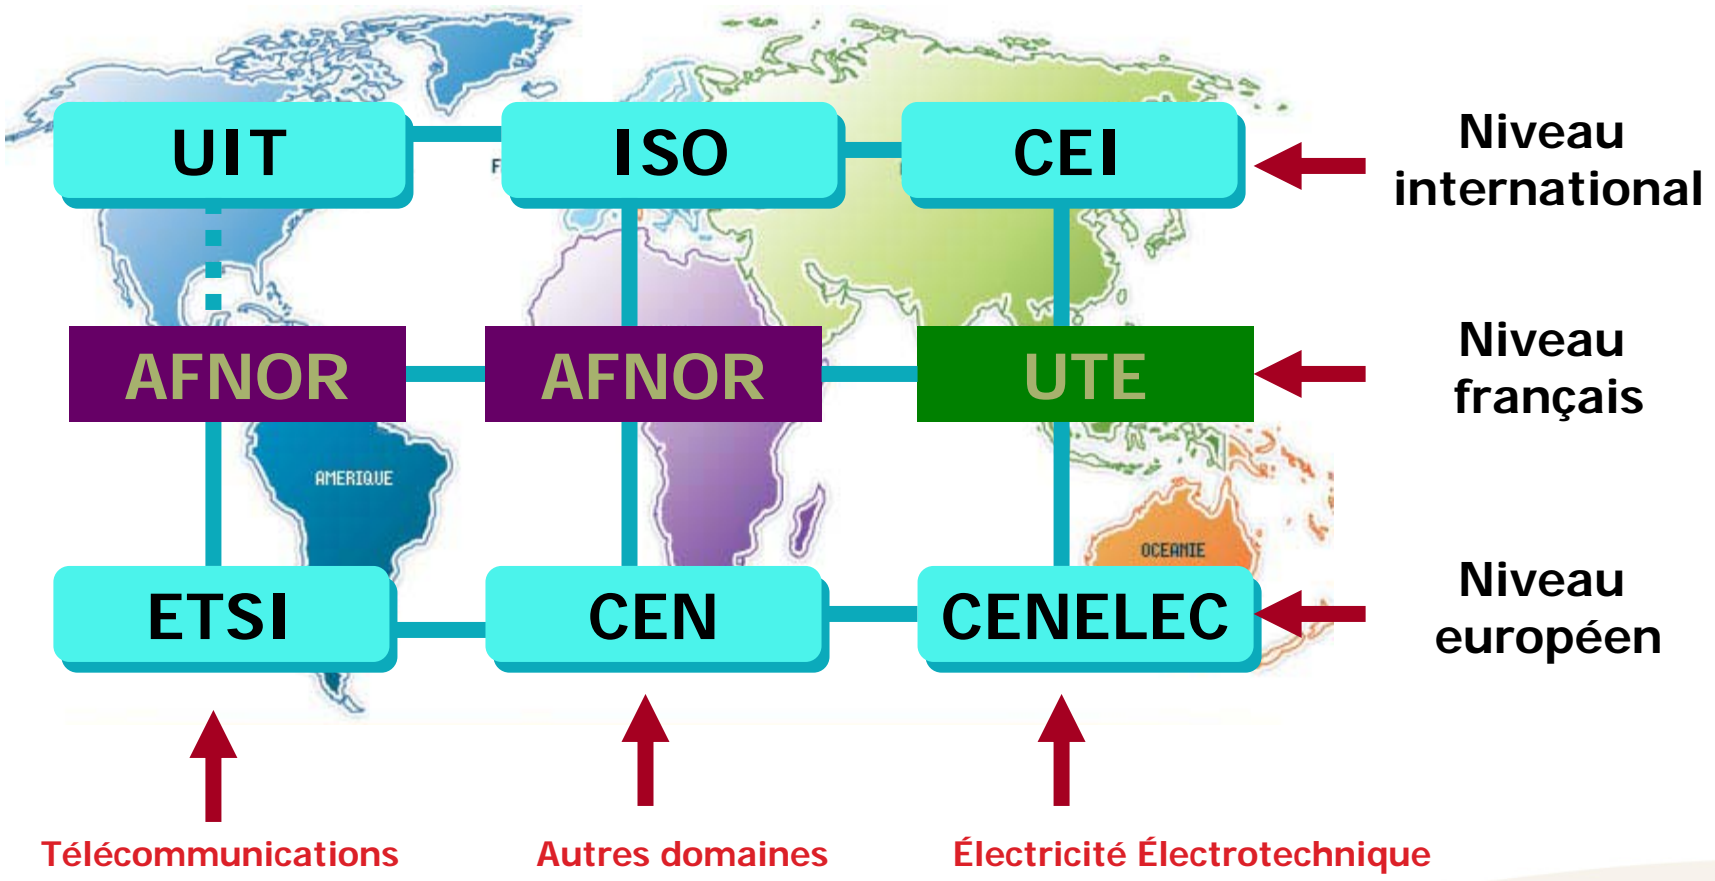 UIT
ISO
CEI
Niveau
international
F
AFNOR
AFNOR
UTE
Niveau
français
AMERIQUE
OCEANIE
ETSI
CEN
CENELEC
Niveau
européen
Télécommunications
Autres domaines
Électricité Électrotechnique